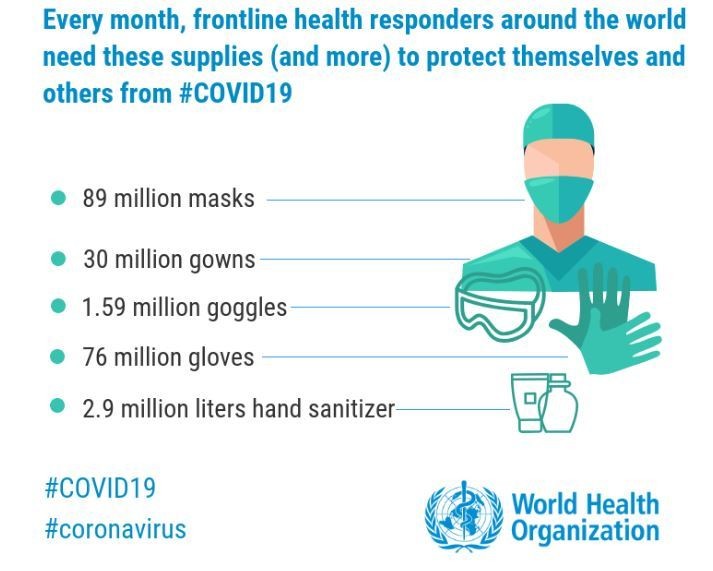 Every month, frontline health responders around the world
need these supplies (and more) to protect themselves and
others from #COVID19
89 million masks
30 million gowns
1.59 million goggles
76 million gloves
2.9 million liters hand sanitizer
#COVID19
#coronavirus
World Health
Organization